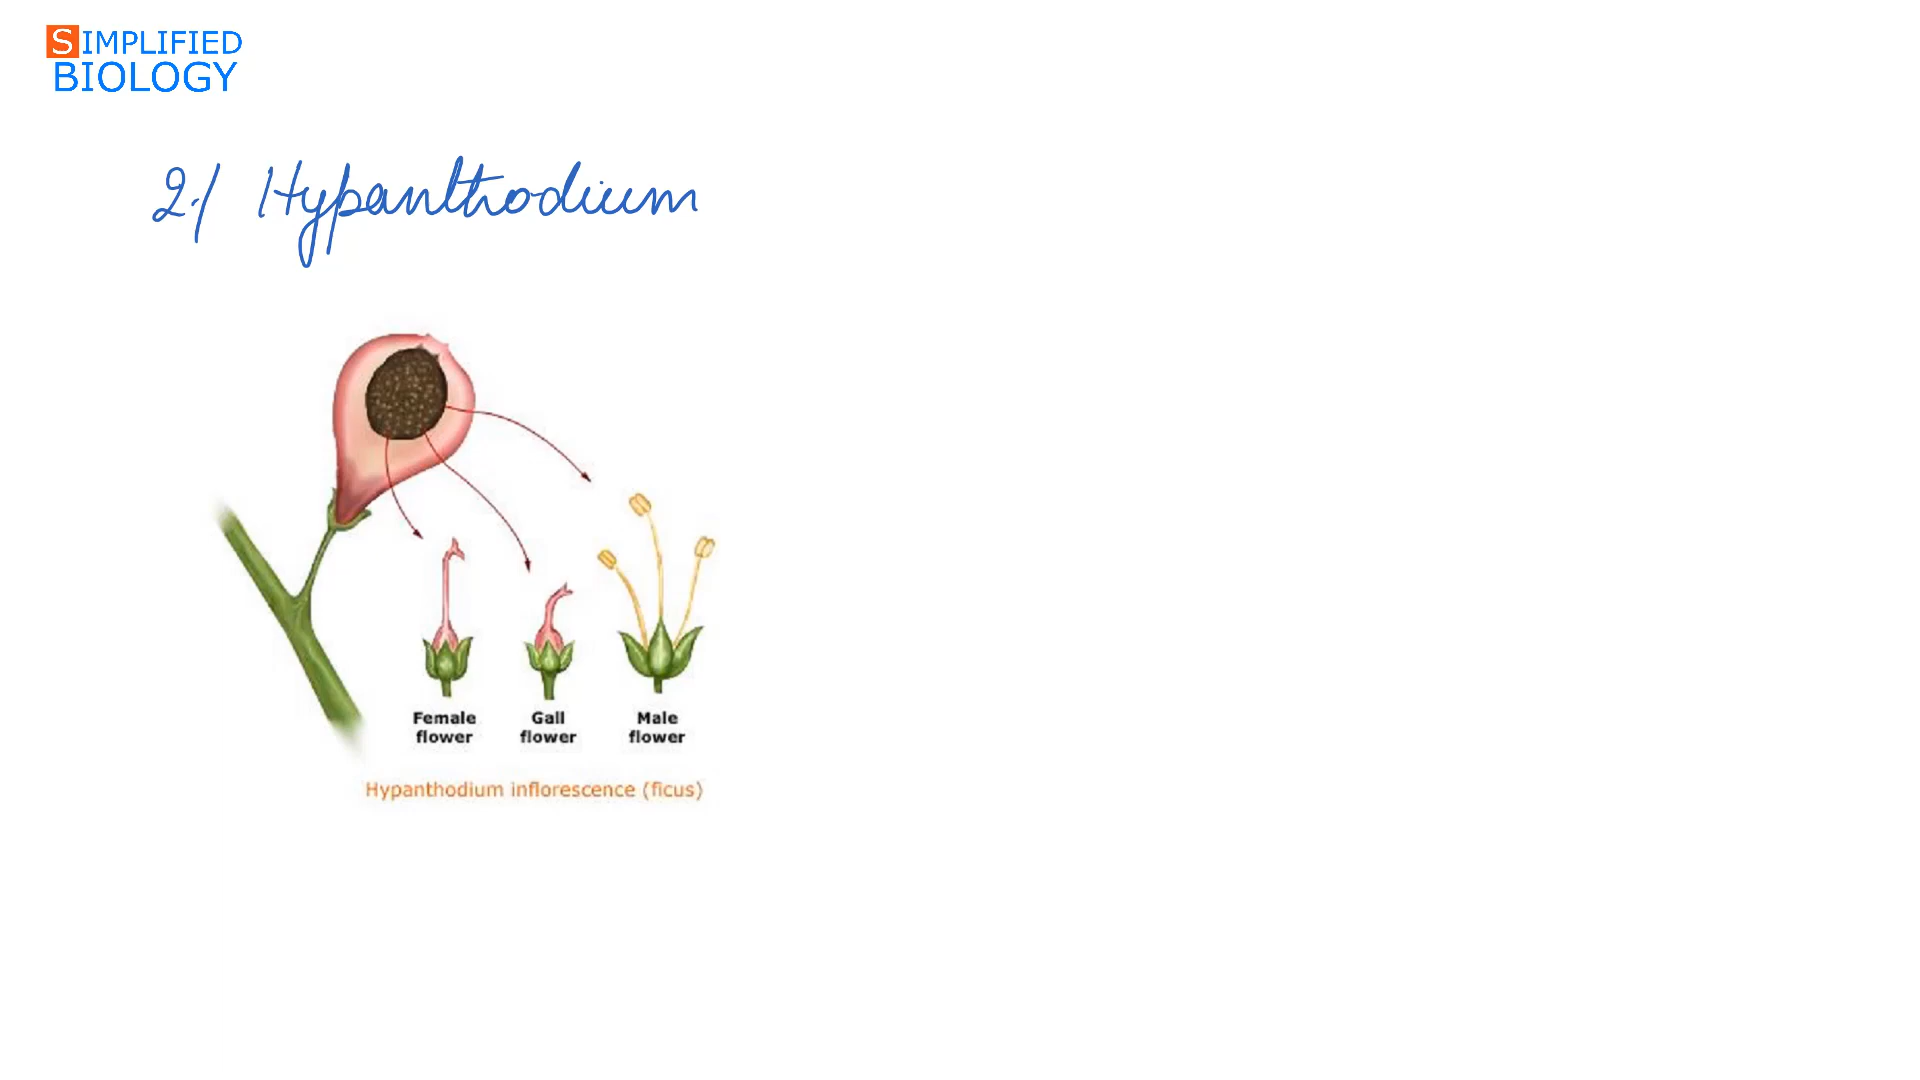 SIMPLIFIED
BIOLOGY
2.) Hypanthodium
Female flower
Gall flower
Male flower
Hypanthodium inflorescence (ficus)